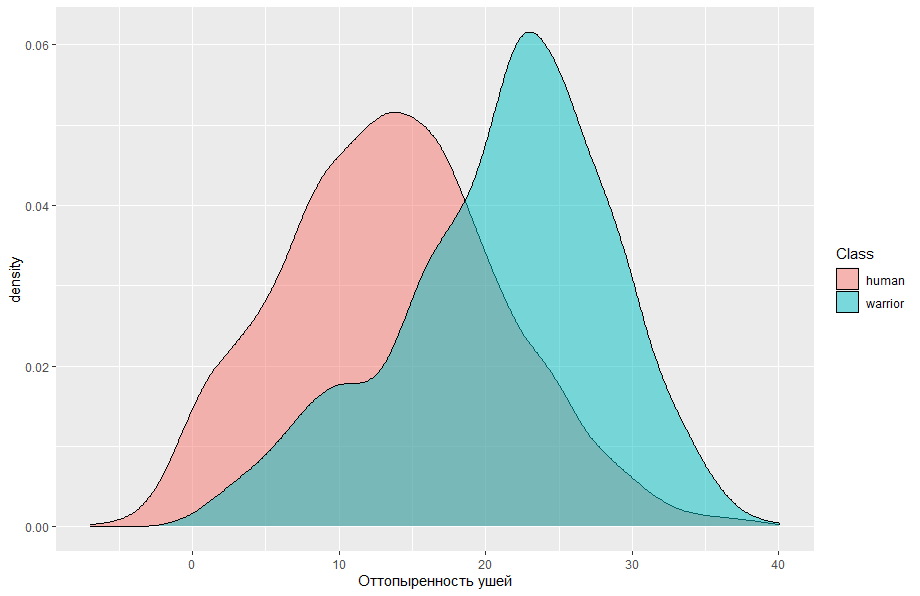 0.06
0.04
0.02
0.00
density
0 10 20 30 40
Оттопыренность ушей
Class
human
warrior